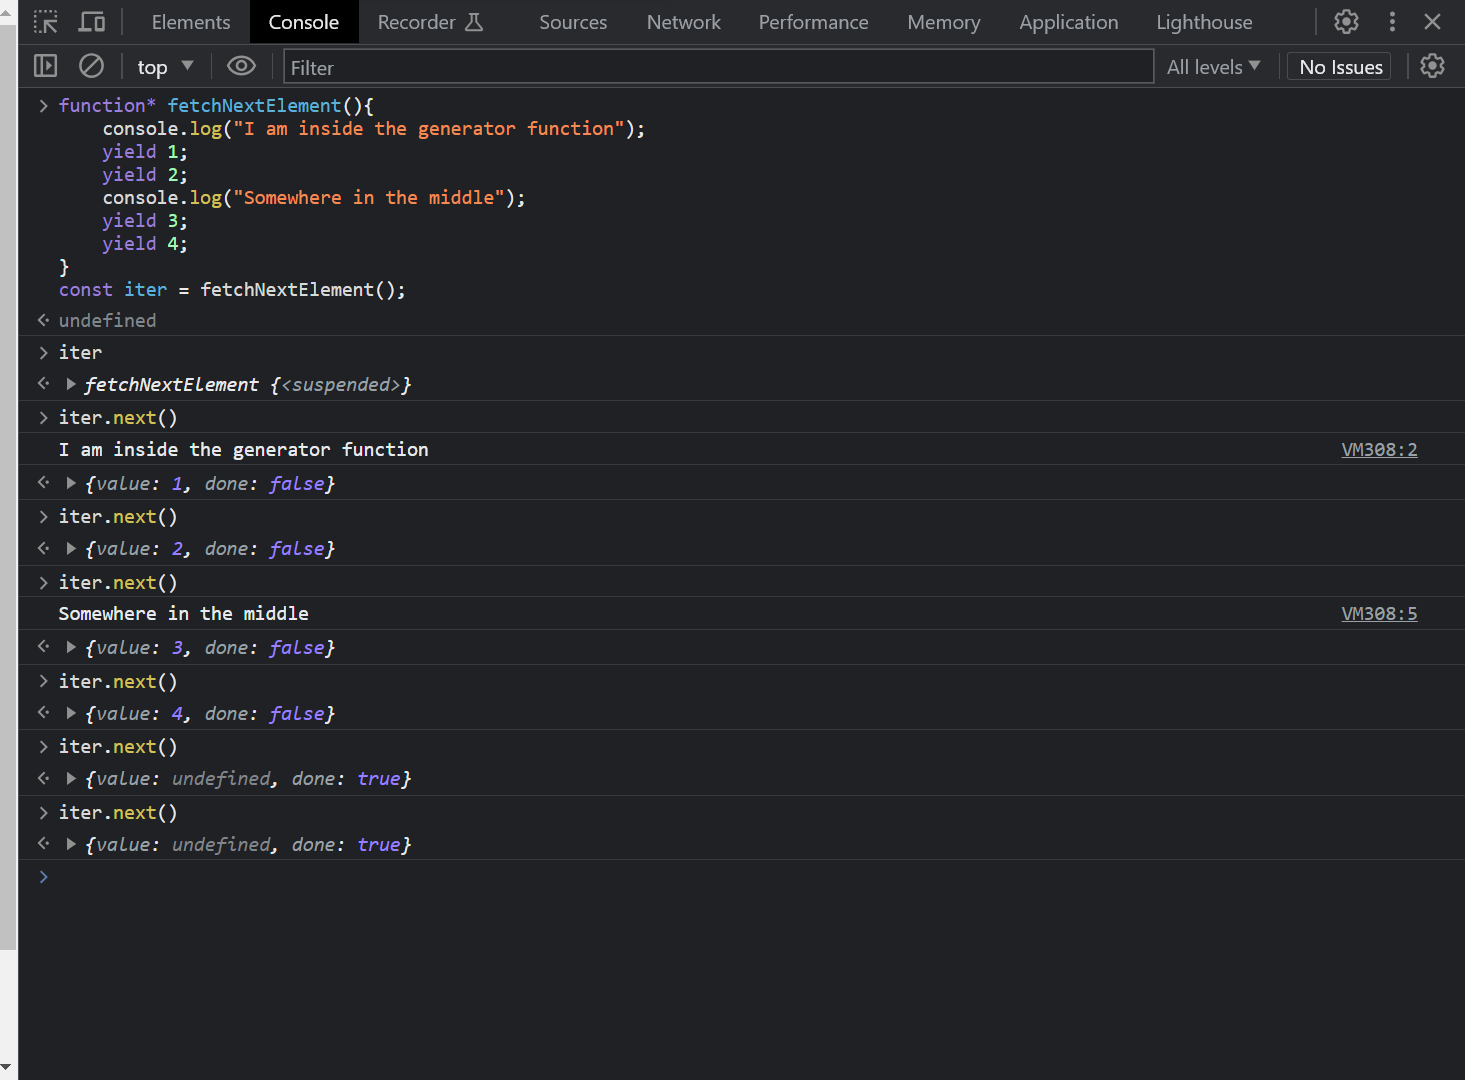 Elements Console Recorder Sources Network Performance Memory Application Lighthouse
top Filter All levels No Issues
function* fetchNextElement(){
    console.log("I am inside the generator function");
    yield 1;
    yield 2;
    console.log("Somewhere in the middle");
    yield 3;
    yield 4;
}
const iter = fetchNextElement();
undefined
iter
fetchNextElement {<suspended>}
iter.next()
I am inside the generator function VM308:2
{value: 1, done: false}
iter.next()
{value: 2, done: false}
iter.next()
Somewhere in the middle VM308:5
{value: 3, done: false}
iter.next()
{value: 4, done: false}
iter.next()
{value: undefined, done: true}
iter.next()
{value: undefined, done: true}